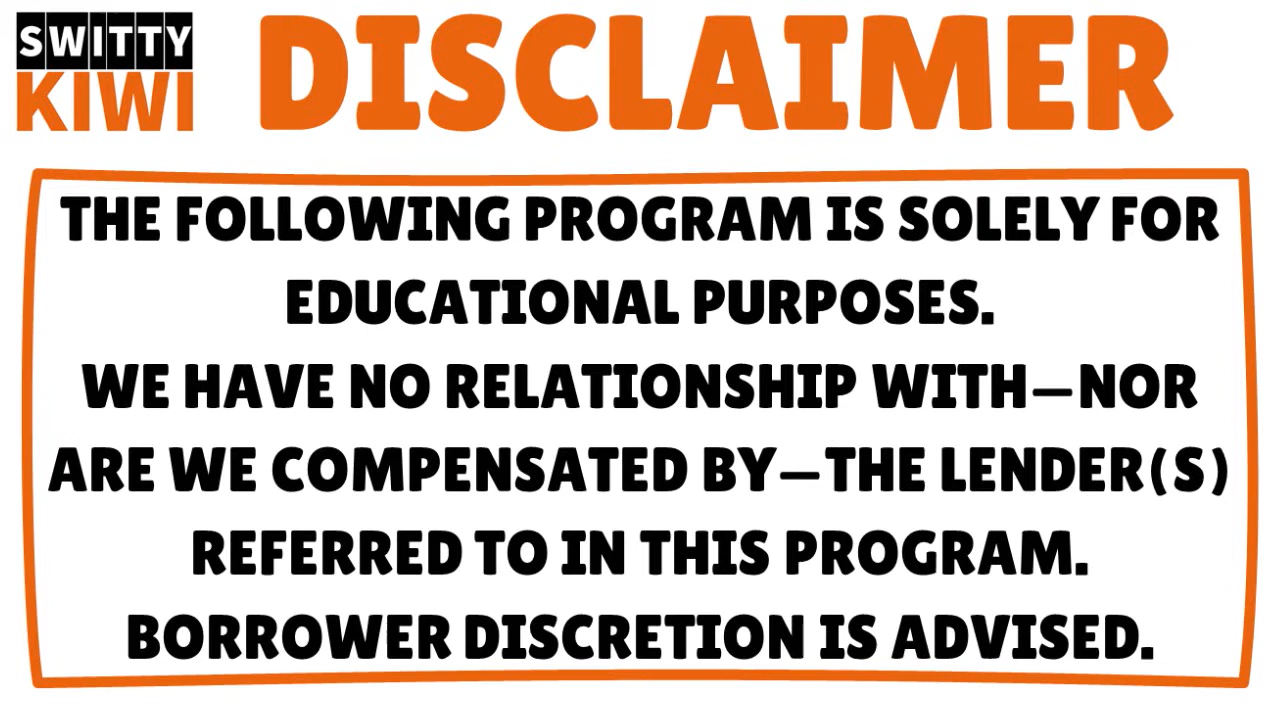 SWITTY
KIWI
DISCLAIMER
THE FOLLOWING PROGRAM IS SOLELY FOR
EDUCATIONAL PURPOSES.
WE HAVE NO RELATIONSHIP WITH—NOR
ARE WE COMPENSATED BY—THE LENDER(S)
REFERRED TO IN THIS PROGRAM.
BORROWER DISCRETION IS ADVISED.